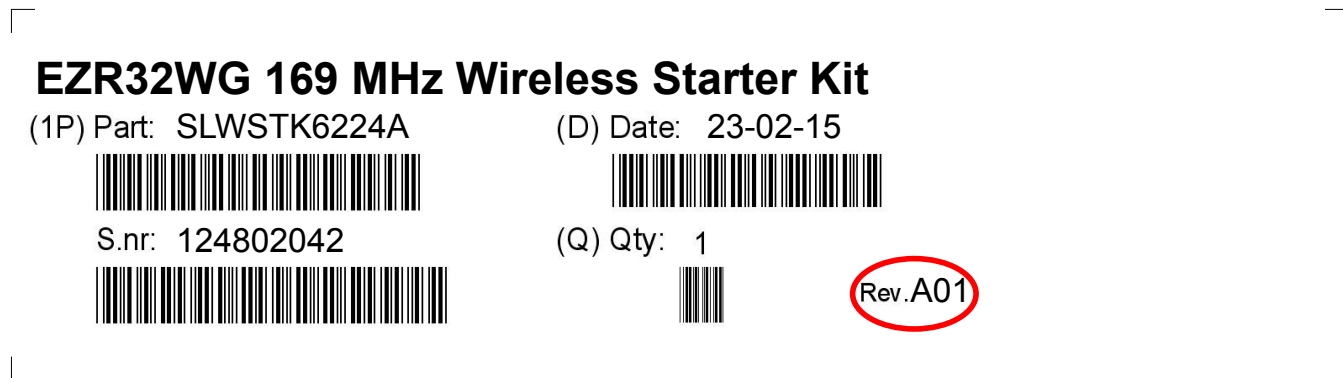 EZR32WG 169 MHz Wireless Starter Kit
(1P) Part: SLWSTK6224A (D) Date: 23-02-15
S.nr: 124802042 (Q) Qty: 1
Rev.A01